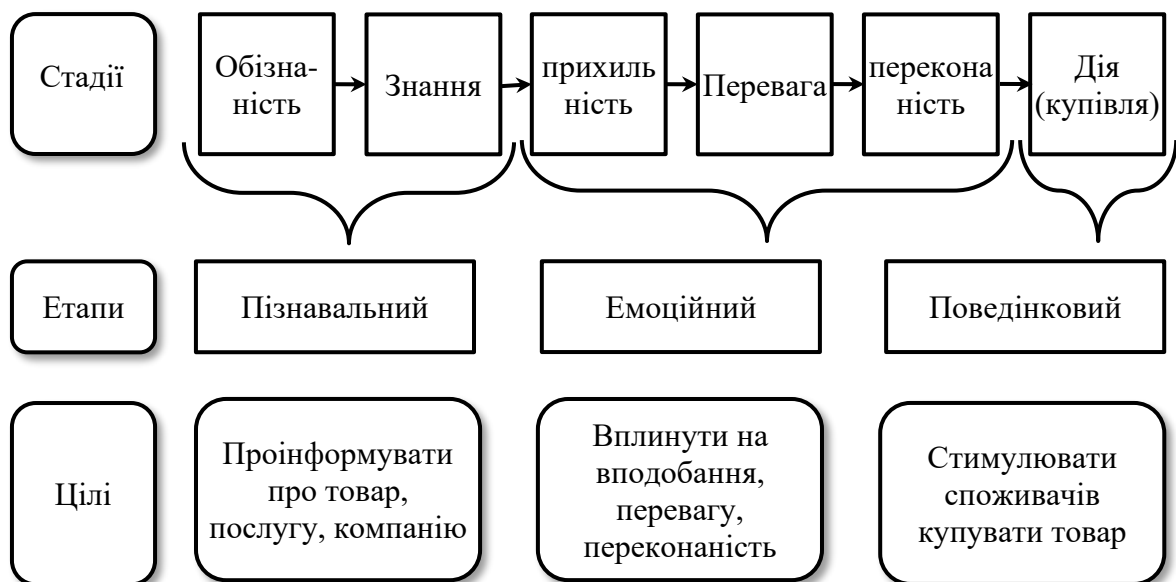 Стадії
Обізна-
ність
Знання
прихиль
ність
Перевага
перекона
ність
Дія
(купівля)
Етапи
Пізнавальний
Емоційний
Поведінковий
Цілі
Проінформувати
про товар,
послугу, компанію
Вплинути на
вподобання,
перевагу,
переконаність
Стимулювати
споживачів
купувати товар